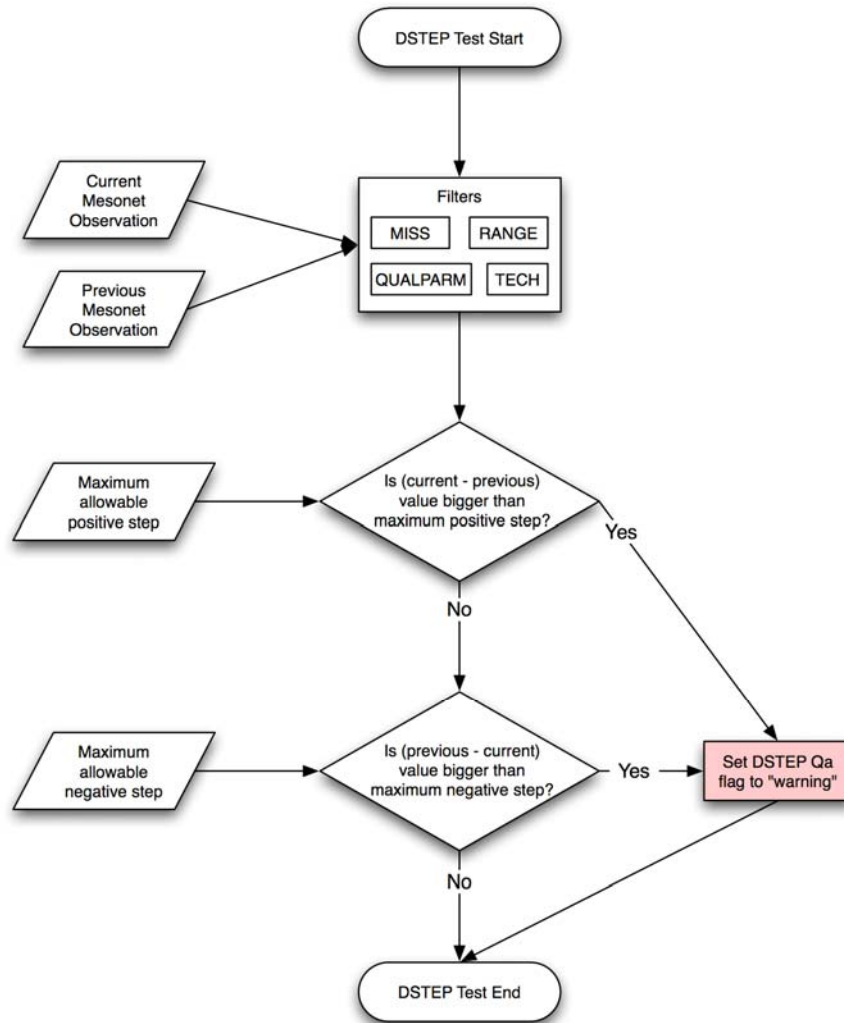 DSTEP Test Start
Current
Mesonet
Observation
Filters
MISS
RANGE
QUALPARM
TECH
Previous
Mesonet
Observation
Maximum
allowable
positive step
Is (current - previous)
value bigger than
maximum positive step?
Yes
No
Maximum
allowable
negative step
Is (previous - current)
value bigger than
maximum negative step?
Yes
Set DSTEP Qa
flag to "warning"
No
DSTEP Test End